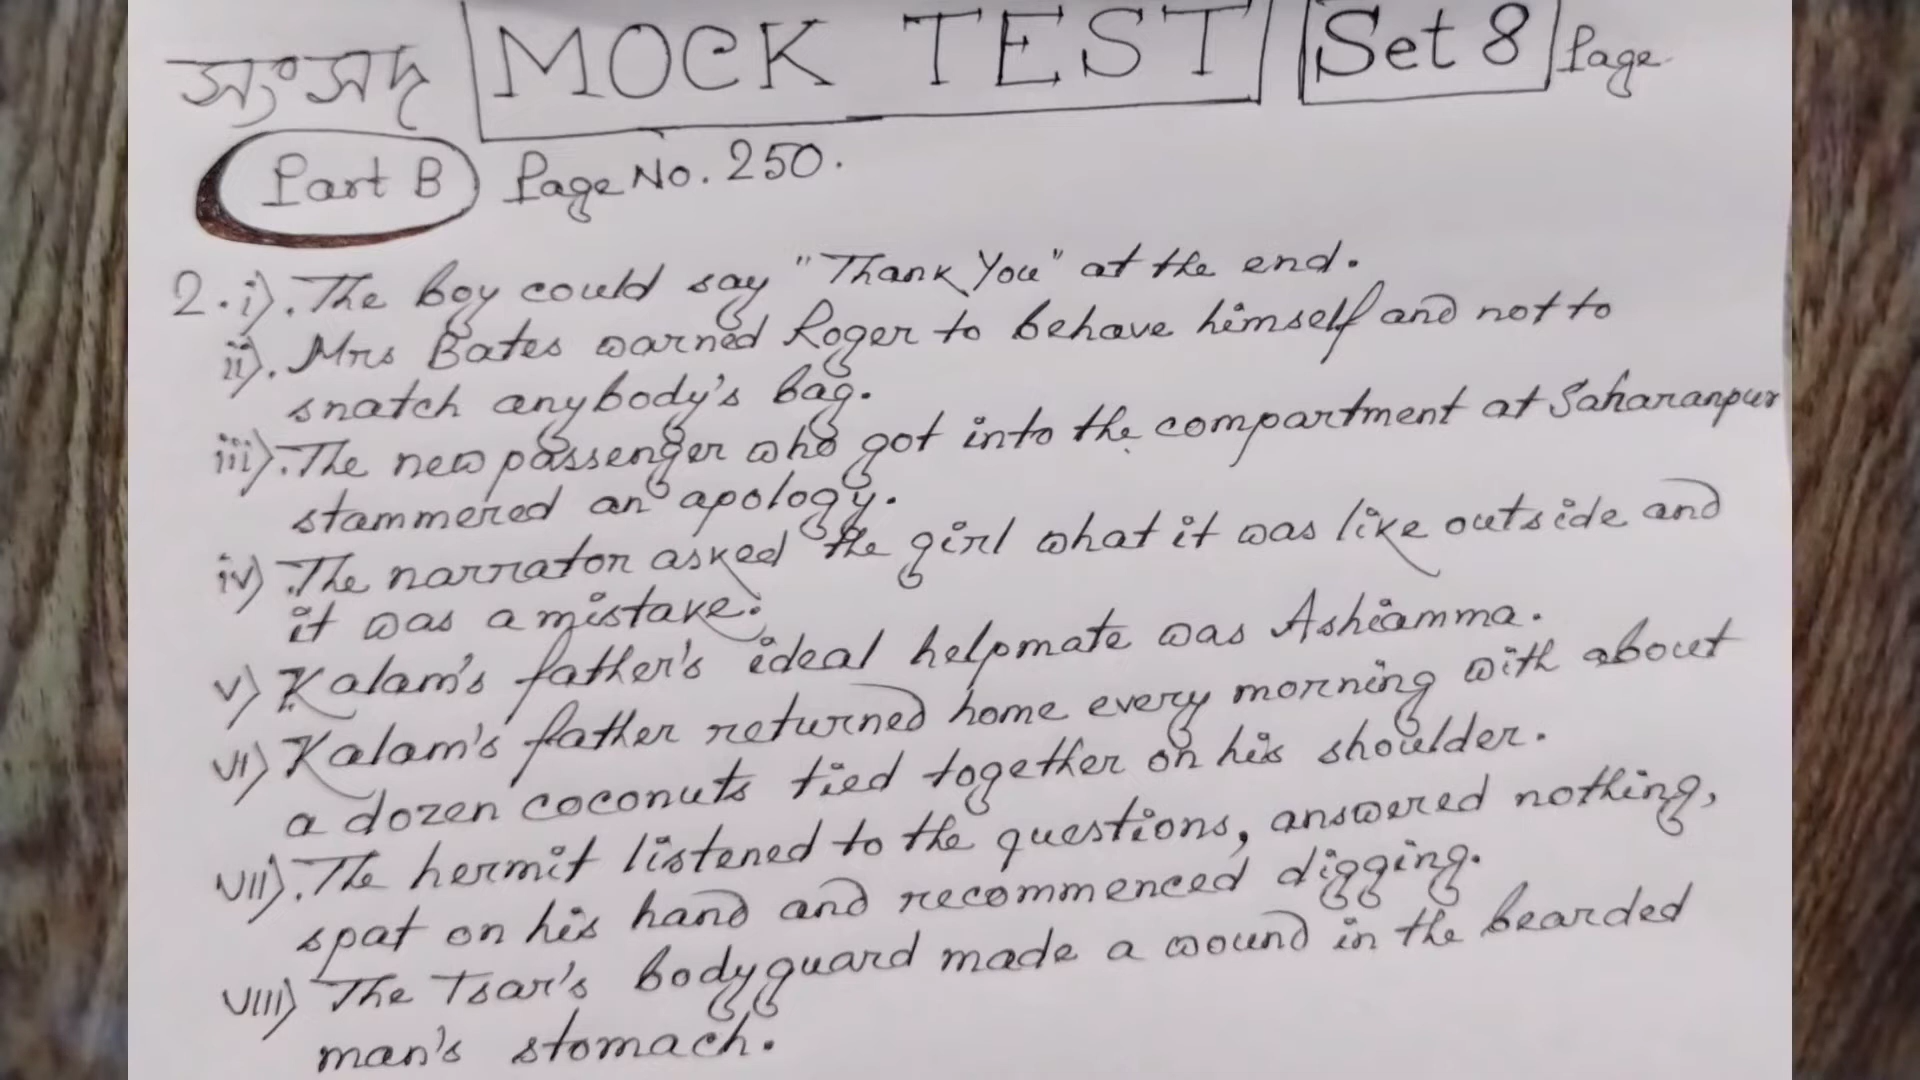 সংসদ MOCK TEST Set 8 Page
Part B Page No. 250.
2. i). The boy could say "Thank You" at the end.
ii). Mrs Bates warned Roger to behave himself and not to
snatch anybody's bag.
iii). The new passenger who got into the compartment at Saharanpur
stammered an apology.
iv) The narrator asked the girl what it was like outside and
it was a mistake.
v) Kalam's father's ideal helpmate was Ashiamma.
vi) Kalam's father returned home every morning with about
a dozen coconuts tied together on his shoulder.
vii). The hermit listened to the questions, answered nothing,
spat on his hand and recommenced digging.
viii) The Tsar's bodyguard made a wound in the bearded
man's stomach.